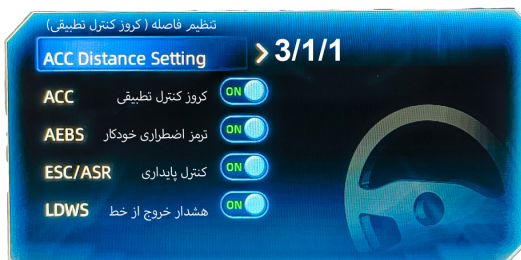 تنظیم فاصله ( کروز کنترل تطبیقی)
ACC Distance Setting > 3/1/1
ACC کروز کنترل تطبیقی ON
AEBS ترمز اضطراری خودکار ON
ESC/ASR کنترل پایداری ON
LDWS هشدار خروج از خط ON